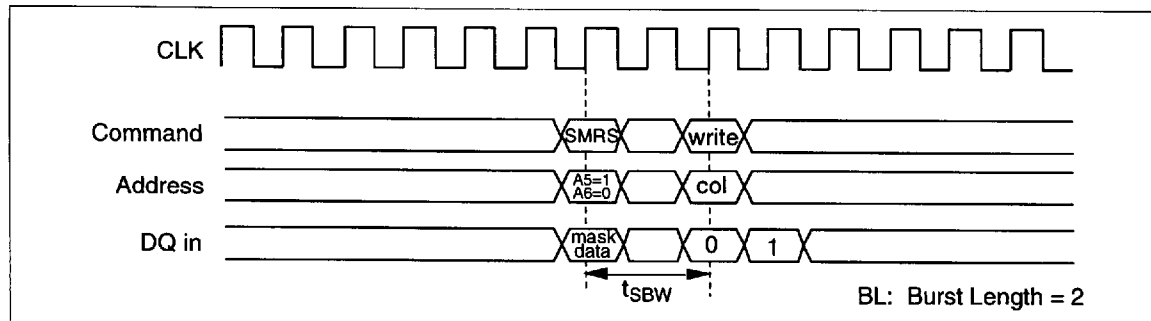 CLK
Command SMRS write
Address A5=1 A6=0 col
DQ in mask data 0 1
tSBW
BL: Burst Length = 2